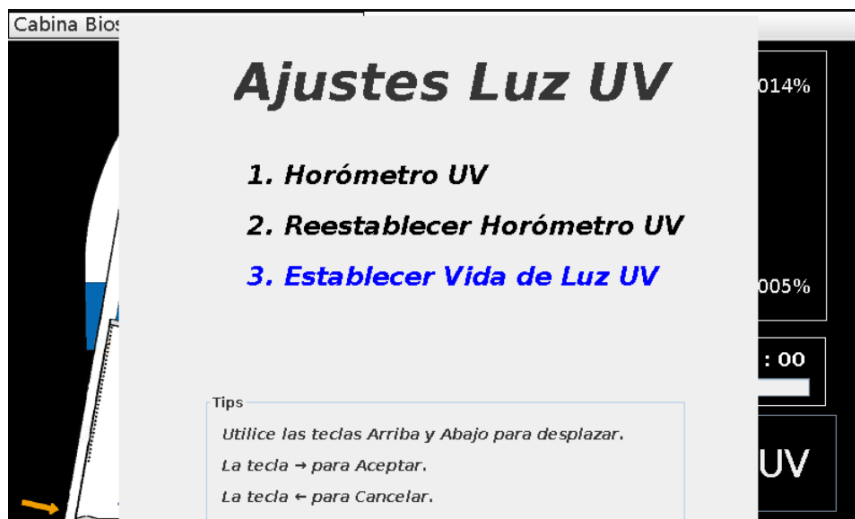 Cabina Bios
Ajustes Luz UV
014%
1. Horómetro UV
2. Reestablecer Horómetro UV
3. Establecer Vida de Luz UV
005%
: 00
Tips
Utilice las teclas Arriba y Abajo para desplazar.
UV
La tecla → para Aceptar.
La tecla ← para Cancelar.